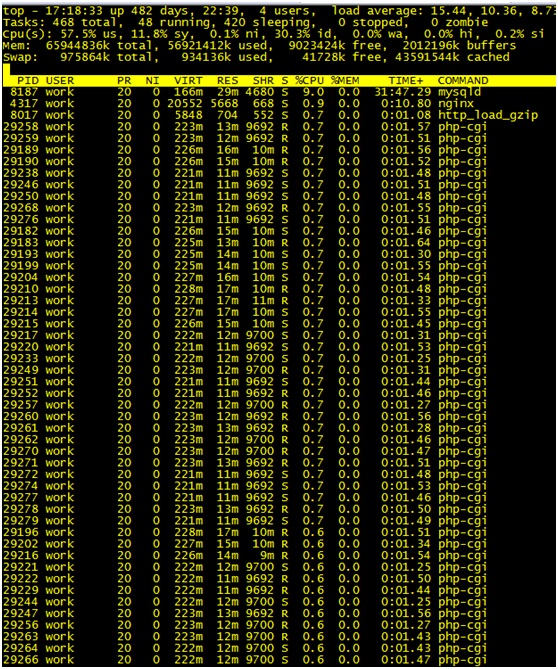 top - 17:18:33 up 482 days, 22:39, 4 users, load average: 15.44, 10.36, 8.7
Tasks: 468 total, 48 running, 420 sleeping, 0 stopped, 0 zombie
Cpu(s): 57.5% us, 11.8% sy, 0.1% ni, 30.3% id, 0.0% wa, 0.0% hi, 0.2% si
Mem: 65944836k total, 56921412k used, 9023424k free, 2012196k buffers
Swap: 975864k total, 934136k used, 41728k free, 43591544k cached
PID USER PR NI VIRT RES SHR S %CPU %MEM TIME+ COMMAND
8187 work 20 0 166m 29m 4680 S 9.0 0.0 31:47.29 mysqld
4317 work 20 0 20552 5668 668 S 0.9 0.0 0:10.80 nginx
8017 work 20 0 5848 704 552 S 0.7 0.0 0:01.08 http_load_gzip
29258 work 20 0 223m 13m 9692 R 0.7 0.0 0:01.57 php-cgi
29259 work 20 0 223m 12m 9692 R 0.7 0.0 0:01.51 php-cgi
29189 work 20 0 226m 16m 10m R 0.7 0.0 0:01.56 php-cgi
29190 work 20 0 226m 15m 10m R 0.7 0.0 0:01.52 php-cgi
29238 work 20 0 221m 11m 9692 S 0.7 0.0 0:01.48 php-cgi
29246 work 20 0 221m 11m 9692 S 0.7 0.0 0:01.51 php-cgi
29250 work 20 0 221m 11m 9692 S 0.7 0.0 0:01.48 php-cgi
29268 work 20 0 223m 12m 9692 R 0.7 0.0 0:01.55 php-cgi
29276 work 20 0 221m 11m 9692 S 0.7 0.0 0:01.51 php-cgi
29182 work 20 0 226m 15m 10m S 0.7 0.0 0:01.46 php-cgi
29183 work 20 0 225m 13m 10m R 0.7 0.0 0:01.64 php-cgi
29193 work 20 0 225m 14m 10m S 0.7 0.0 0:01.30 php-cgi
29199 work 20 0 225m 14m 10m S 0.7 0.0 0:01.55 php-cgi
29204 work 20 0 227m 16m 10m S 0.7 0.0 0:01.54 php-cgi
29210 work 20 0 228m 17m 10m R 0.7 0.0 0:01.48 php-cgi
29213 work 20 0 227m 17m 11m R 0.7 0.0 0:01.33 php-cgi
29214 work 20 0 227m 17m 10m S 0.7 0.0 0:01.55 php-cgi
29215 work 20 0 226m 15m 10m S 0.7 0.0 0:01.45 php-cgi
29217 work 20 0 222m 12m 9700 S 0.7 0.0 0:01.31 php-cgi
29220 work 20 0 221m 11m 9692 S 0.7 0.0 0:01.53 php-cgi
29233 work 20 0 222m 12m 9700 S 0.7 0.0 0:01.25 php-cgi
29249 work 20 0 223m 12m 9700 R 0.7 0.0 0:01.31 php-cgi
29251 work 20 0 221m 11m 9692 S 0.7 0.0 0:01.44 php-cgi
29252 work 20 0 221m 11m 9692 S 0.7 0.0 0:01.46 php-cgi
29257 work 20 0 222m 12m 9700 R 0.7 0.0 0:01.27 php-cgi
29260 work 20 0 223m 12m 9692 R 0.7 0.0 0:01.56 php-cgi
29261 work 20 0 223m 13m 9692 R 0.7 0.0 0:01.28 php-cgi
29262 work 20 0 222m 12m 9700 R 0.7 0.0 0:01.46 php-cgi
29270 work 20 0 222m 12m 9700 R 0.7 0.0 0:01.47 php-cgi
29271 work 20 0 223m 13m 9692 R 0.7 0.0 0:01.51 php-cgi
29272 work 20 0 221m 11m 9692 S 0.7 0.0 0:01.48 php-cgi
29274 work 20 0 221m 11m 9692 S 0.7 0.0 0:01.53 php-cgi
29277 work 20 0 221m 11m 9692 S 0.7 0.0 0:01.46 php-cgi
29278 work 20 0 223m 13m 9692 R 0.7 0.0 0:01.50 php-cgi
29279 work 20 0 221m 11m 9692 S 0.7 0.0 0:01.49 php-cgi
29196 work 20 0 228m 17m 10m R 0.6 0.0 0:01.51 php-cgi
29202 work 20 0 227m 15m 10m R 0.6 0.0 0:01.34 php-cgi
29216 work 20 0 226m 14m 9m R 0.6 0.0 0:01.54 php-cgi
29221 work 20 0 222m 12m 9700 S 0.6 0.0 0:01.25 php-cgi
29222 work 20 0 222m 11m 9692 R 0.6 0.0 0:01.50 php-cgi
29229 work 20 0 222m 11m 9692 R 0.6 0.0 0:01.44 php-cgi
29244 work 20 0 222m 12m 9700 S 0.6 0.0 0:01.25 php-cgi
29247 work 20 0 223m 13m 9692 R 0.6 0.0 0:01.56 php-cgi
29256 work 20 0 222m 12m 9700 R 0.6 0.0 0:01.27 php-cgi
29263 work 20 0 222m 12m 9700 R 0.6 0.0 0:01.43 php-cgi
29264 work 20 0 222m 12m 9700 S 0.6 0.0 0:01.43 php-cgi
29266 work 20 0 222m 12m 9700 S 0.6 0.0 0:01.47 php-cgi